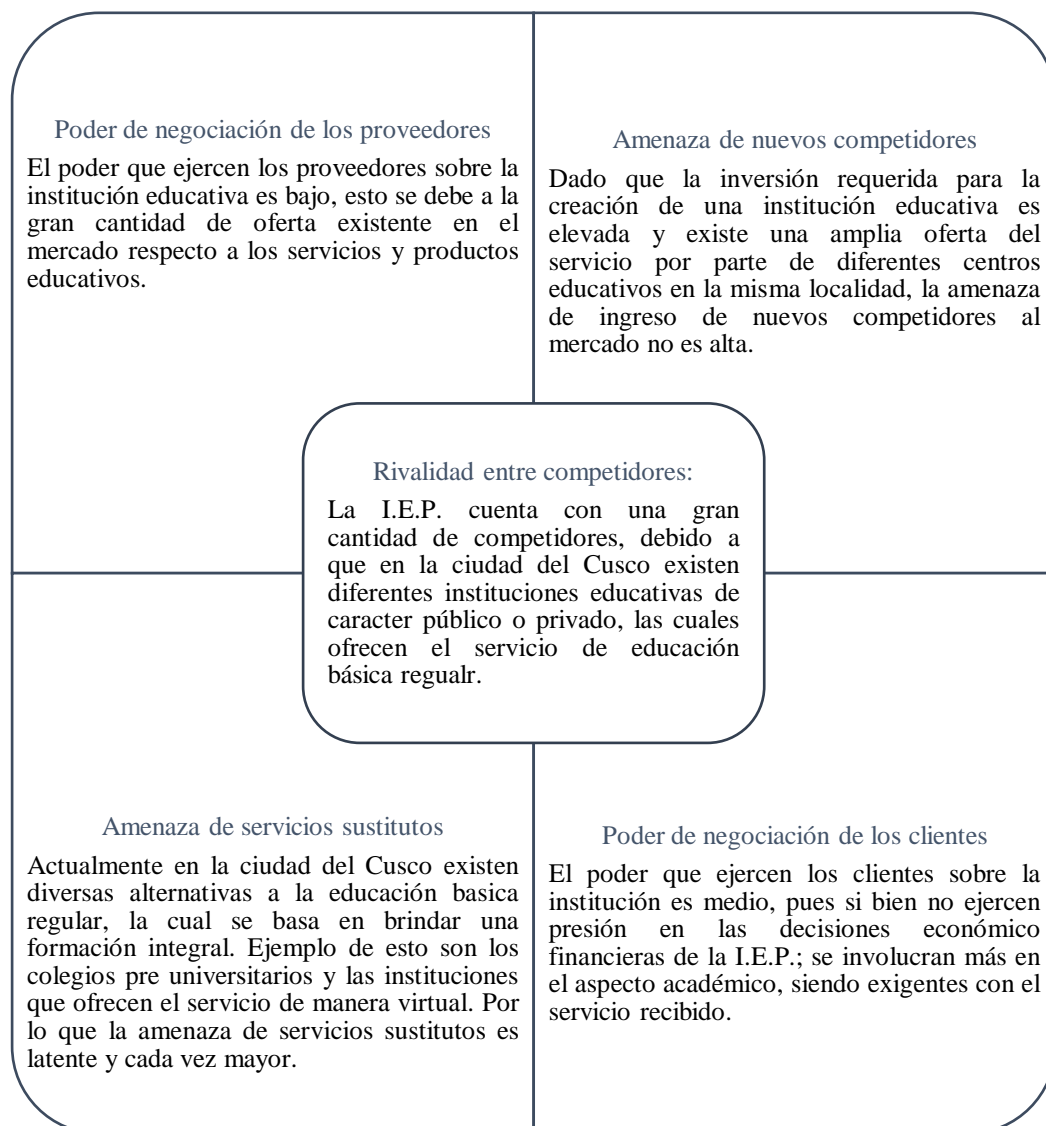 Poder de negociación de los proveedores
El poder que ejercen los proveedores sobre la
institución educativa es bajo, esto se debe a la
gran cantidad de oferta existente en el
mercado respecto a los servicios y productos
educativos.
Amenaza de nuevos competidores
Dado que la inversión requerida para la
creación de una institución educativa es
elevada y existe una amplia oferta del
servicio por parte de diferentes centros
educativos en la misma localidad, la amenaza
de ingreso de nuevos competidores al
mercado no es alta.
Rivalidad entre competidores:
La I.E.P. cuenta con una gran
cantidad de competidores, debido a
que en la ciudad del Cusco existen
diferentes instituciones educativas de
caracter público o privado, las cuales
ofrecen el servicio de educación
básica regualr.
Amenaza de servicios sustitutos
Actualmente en la ciudad del Cusco existen
diversas alternativas a la educación basica
regular, la cual se basa en brindar una
formación integral. Ejemplo de esto son los
colegios pre universitarios y las instituciones
que ofrecen el servicio de manera virtual. Por
lo que la amenaza de servicios sustitutos es
latente y cada vez mayor.
Poder de negociación de los clientes
El poder que ejercen los clientes sobre la
institución es medio, pues si bien no ejercen
presión en las decisiones económico
financieras de la I.E.P.; se involucran más en
el aspecto académico, siendo exigentes con el
servicio recibido.